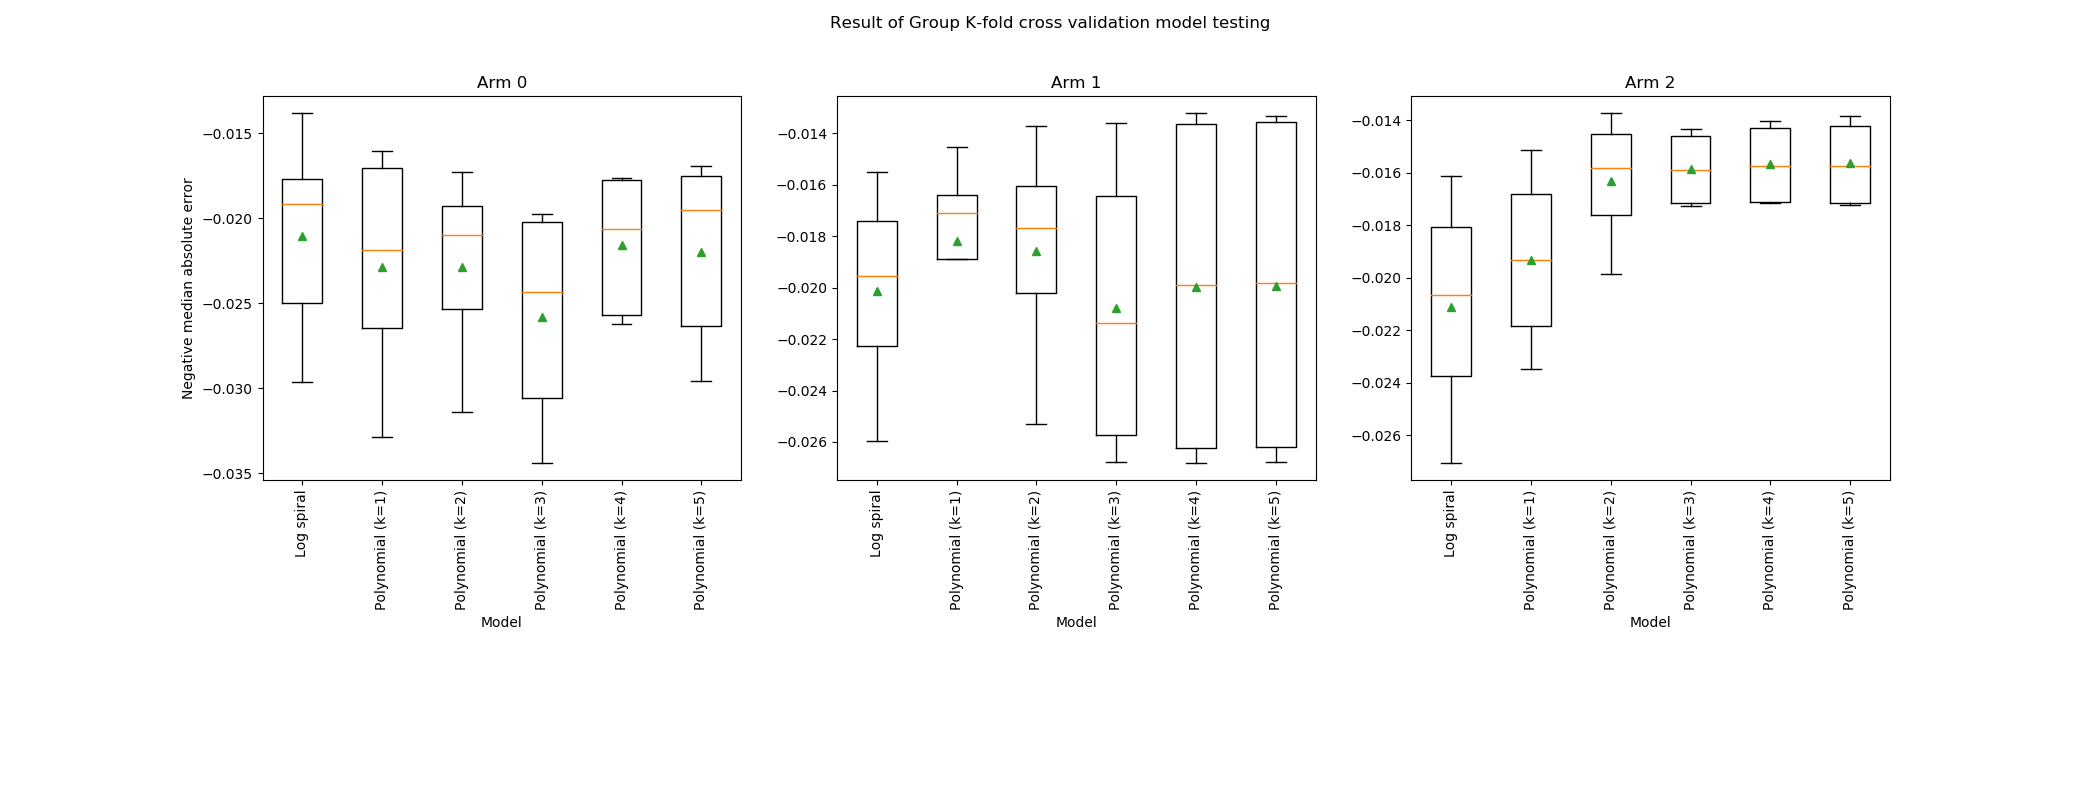 Result of Group K-fold cross validation model testing
Arm 0
Negative median absolute error
−0.015
−0.020
−0.025
−0.030
−0.035
Log spiral
Polynomial (k=1)
Polynomial (k=2)
Polynomial (k=3)
Polynomial (k=4)
Polynomial (k=5)
Model
Arm 1
−0.014
−0.016
−0.018
−0.020
−0.022
−0.024
−0.026
Log spiral
Polynomial (k=1)
Polynomial (k=2)
Polynomial (k=3)
Polynomial (k=4)
Polynomial (k=5)
Model
Arm 2
−0.014
−0.016
−0.018
−0.020
−0.022
−0.024
−0.026
Log spiral
Polynomial (k=1)
Polynomial (k=2)
Polynomial (k=3)
Polynomial (k=4)
Polynomial (k=5)
Model